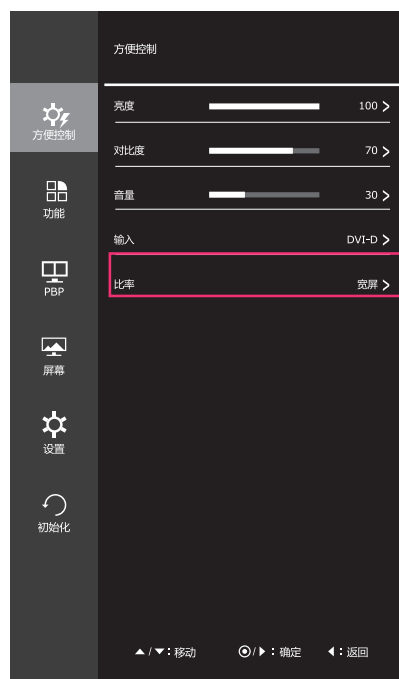 方便控制
方便控制
亮度 100
对比度 70
音量 30
输入 DVI-D
比率 宽屏
功能
PBP
屏幕
设置
初始化
▲/▼:移动 ◉/▶:确定 ◀:返回